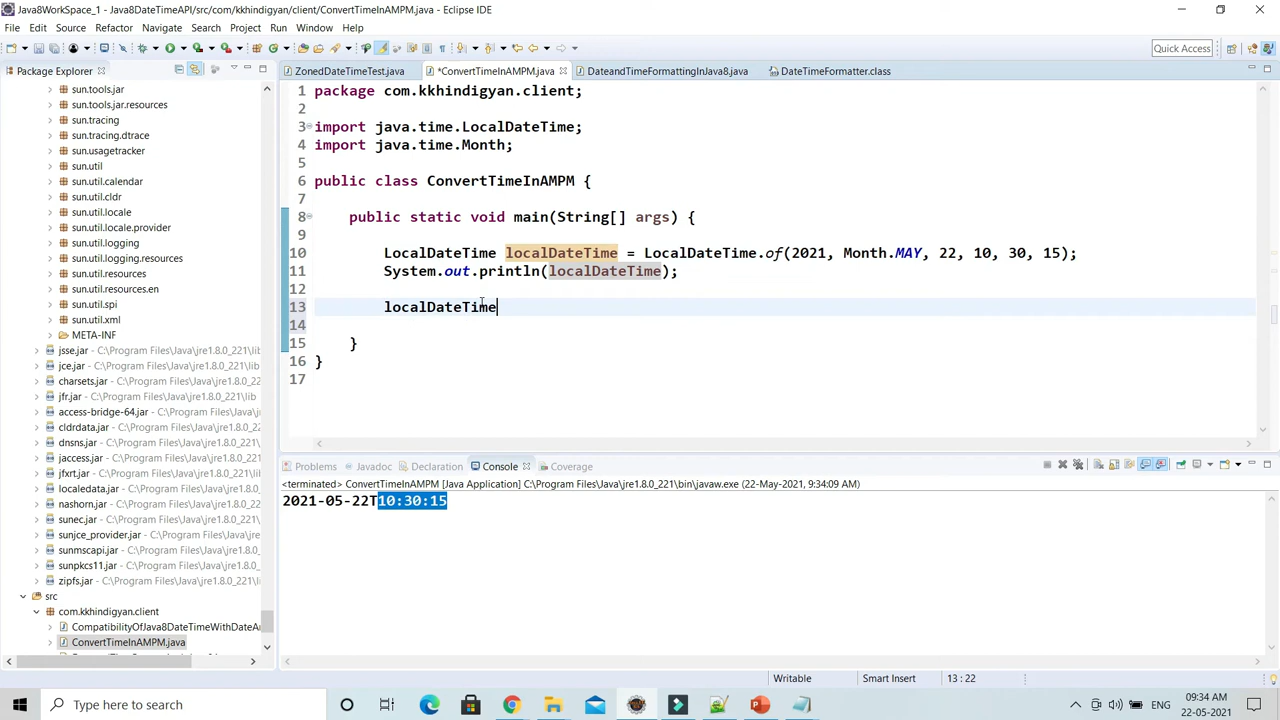 Java8WorkSpace_1 - Java8DateTimeAPI/src/com/kkhindigyan/client/ConvertTimeInAMPM.java - Eclipse IDE
File Edit Source Refactor Navigate Search Project Run Window Help
Quick Access
Package Explorer
ZonedDateTimeTest.java
*ConvertTimeInAMPM.java
DateandTimeFormattingInJava8.java
DateTimeFormatter.class
sun.tools.jar
sun.tools.jar.resources
sun.tracing
sun.tracing.dtrace
sun.usagetracker
sun.util
sun.util.calendar
sun.util.cldr
sun.util.locale
sun.util.locale.provider
sun.util.logging
sun.util.logging.resources
sun.util.resources
sun.util.resources.en
sun.util.spi
sun.util.xml
META-INF
jsse.jar - C:\Program Files\Java\jre1.8.0_221\lib
jce.jar - C:\Program Files\Java\jre1.8.0_221\lib
charsets.jar - C:\Program Files\Java\jre1.8.0_22
jfr.jar - C:\Program Files\Java\jre1.8.0_221\lib
access-bridge-64.jar - C:\Program Files\Java\jr
cldrdata.jar - C:\Program Files\Java\jre1.8.0_22
dnsns.jar - C:\Program Files\Java\jre1.8.0_221\l
jaccess.jar - C:\Program Files\Java\jre1.8.0_221
jfxrt.jar - C:\Program Files\Java\jre1.8.0_221\lib
localedata.jar - C:\Program Files\Java\jre1.8.0_
nashorn.jar - C:\Program Files\Java\jre1.8.0_22
sunec.jar - C:\Program Files\Java\jre1.8.0_221\l
sunjce_provider.jar - C:\Program Files\Java\jre1
sunmscapi.jar - C:\Program Files\Java\jre1.8.0_
sunpkcs11.jar - C:\Program Files\Java\jre1.8.0_
zipfs.jar - C:\Program Files\Java\jre1.8.0_221\li
src
com.kkhindigyan.client
CompatibilityOfJava8DateTimeWithDateAn
ConvertTimeInAMPM.java
1 package com.kkhindigyan.client;
2
3 import java.time.LocalDateTime;
4 import java.time.Month;
5
6 public class ConvertTimeInAMPM {
7
8 public static void main(String[] args) {
9
10 LocalDateTime localDateTime = LocalDateTime.of(2021, Month.MAY, 22, 10, 30, 15);
11 System.out.println(localDateTime);
12
13 localDateTime
14
15 }
16 }
17
Problems Javadoc Declaration Console Coverage
<terminated> ConvertTimeInAMPM [Java Application] C:\Program Files\Java\jre1.8.0_221\bin\javaw.exe (22-May-2021, 9:34:09 AM)
2021-05-22T10:30:15
Writable Smart Insert 13 : 22
Type here to search
ENG
09:34 AM
22-05-2021